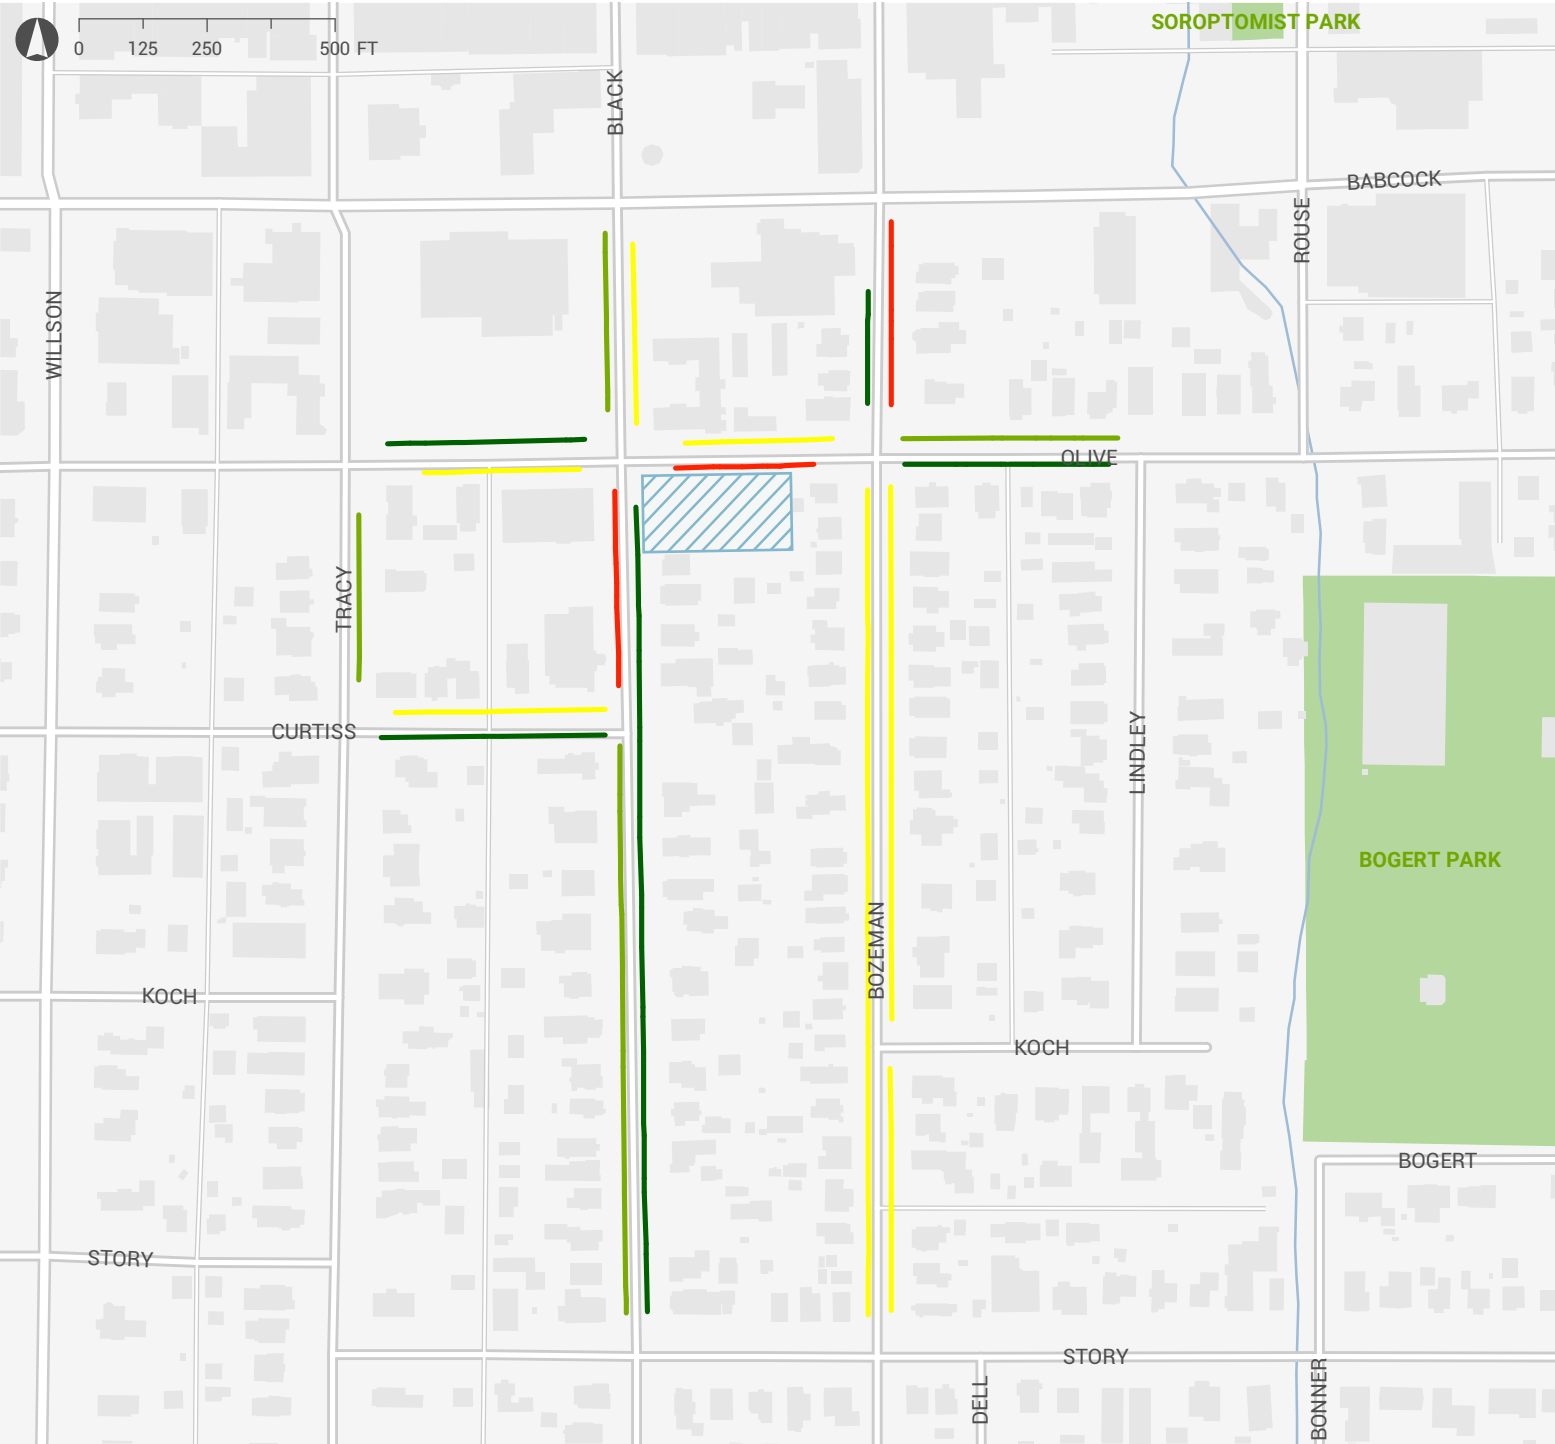 SOROPTOMIST PARK
0 125 250 500 FT
BLACK
BABCOCK
ROUSE
WILLSON
OLIVE
TRACY
CURTISS
LINDLEY
BOGERT PARK
BOZEMAN
KOCH
KOCH
BOGERT
STORY
STORY
DELL
BONNER